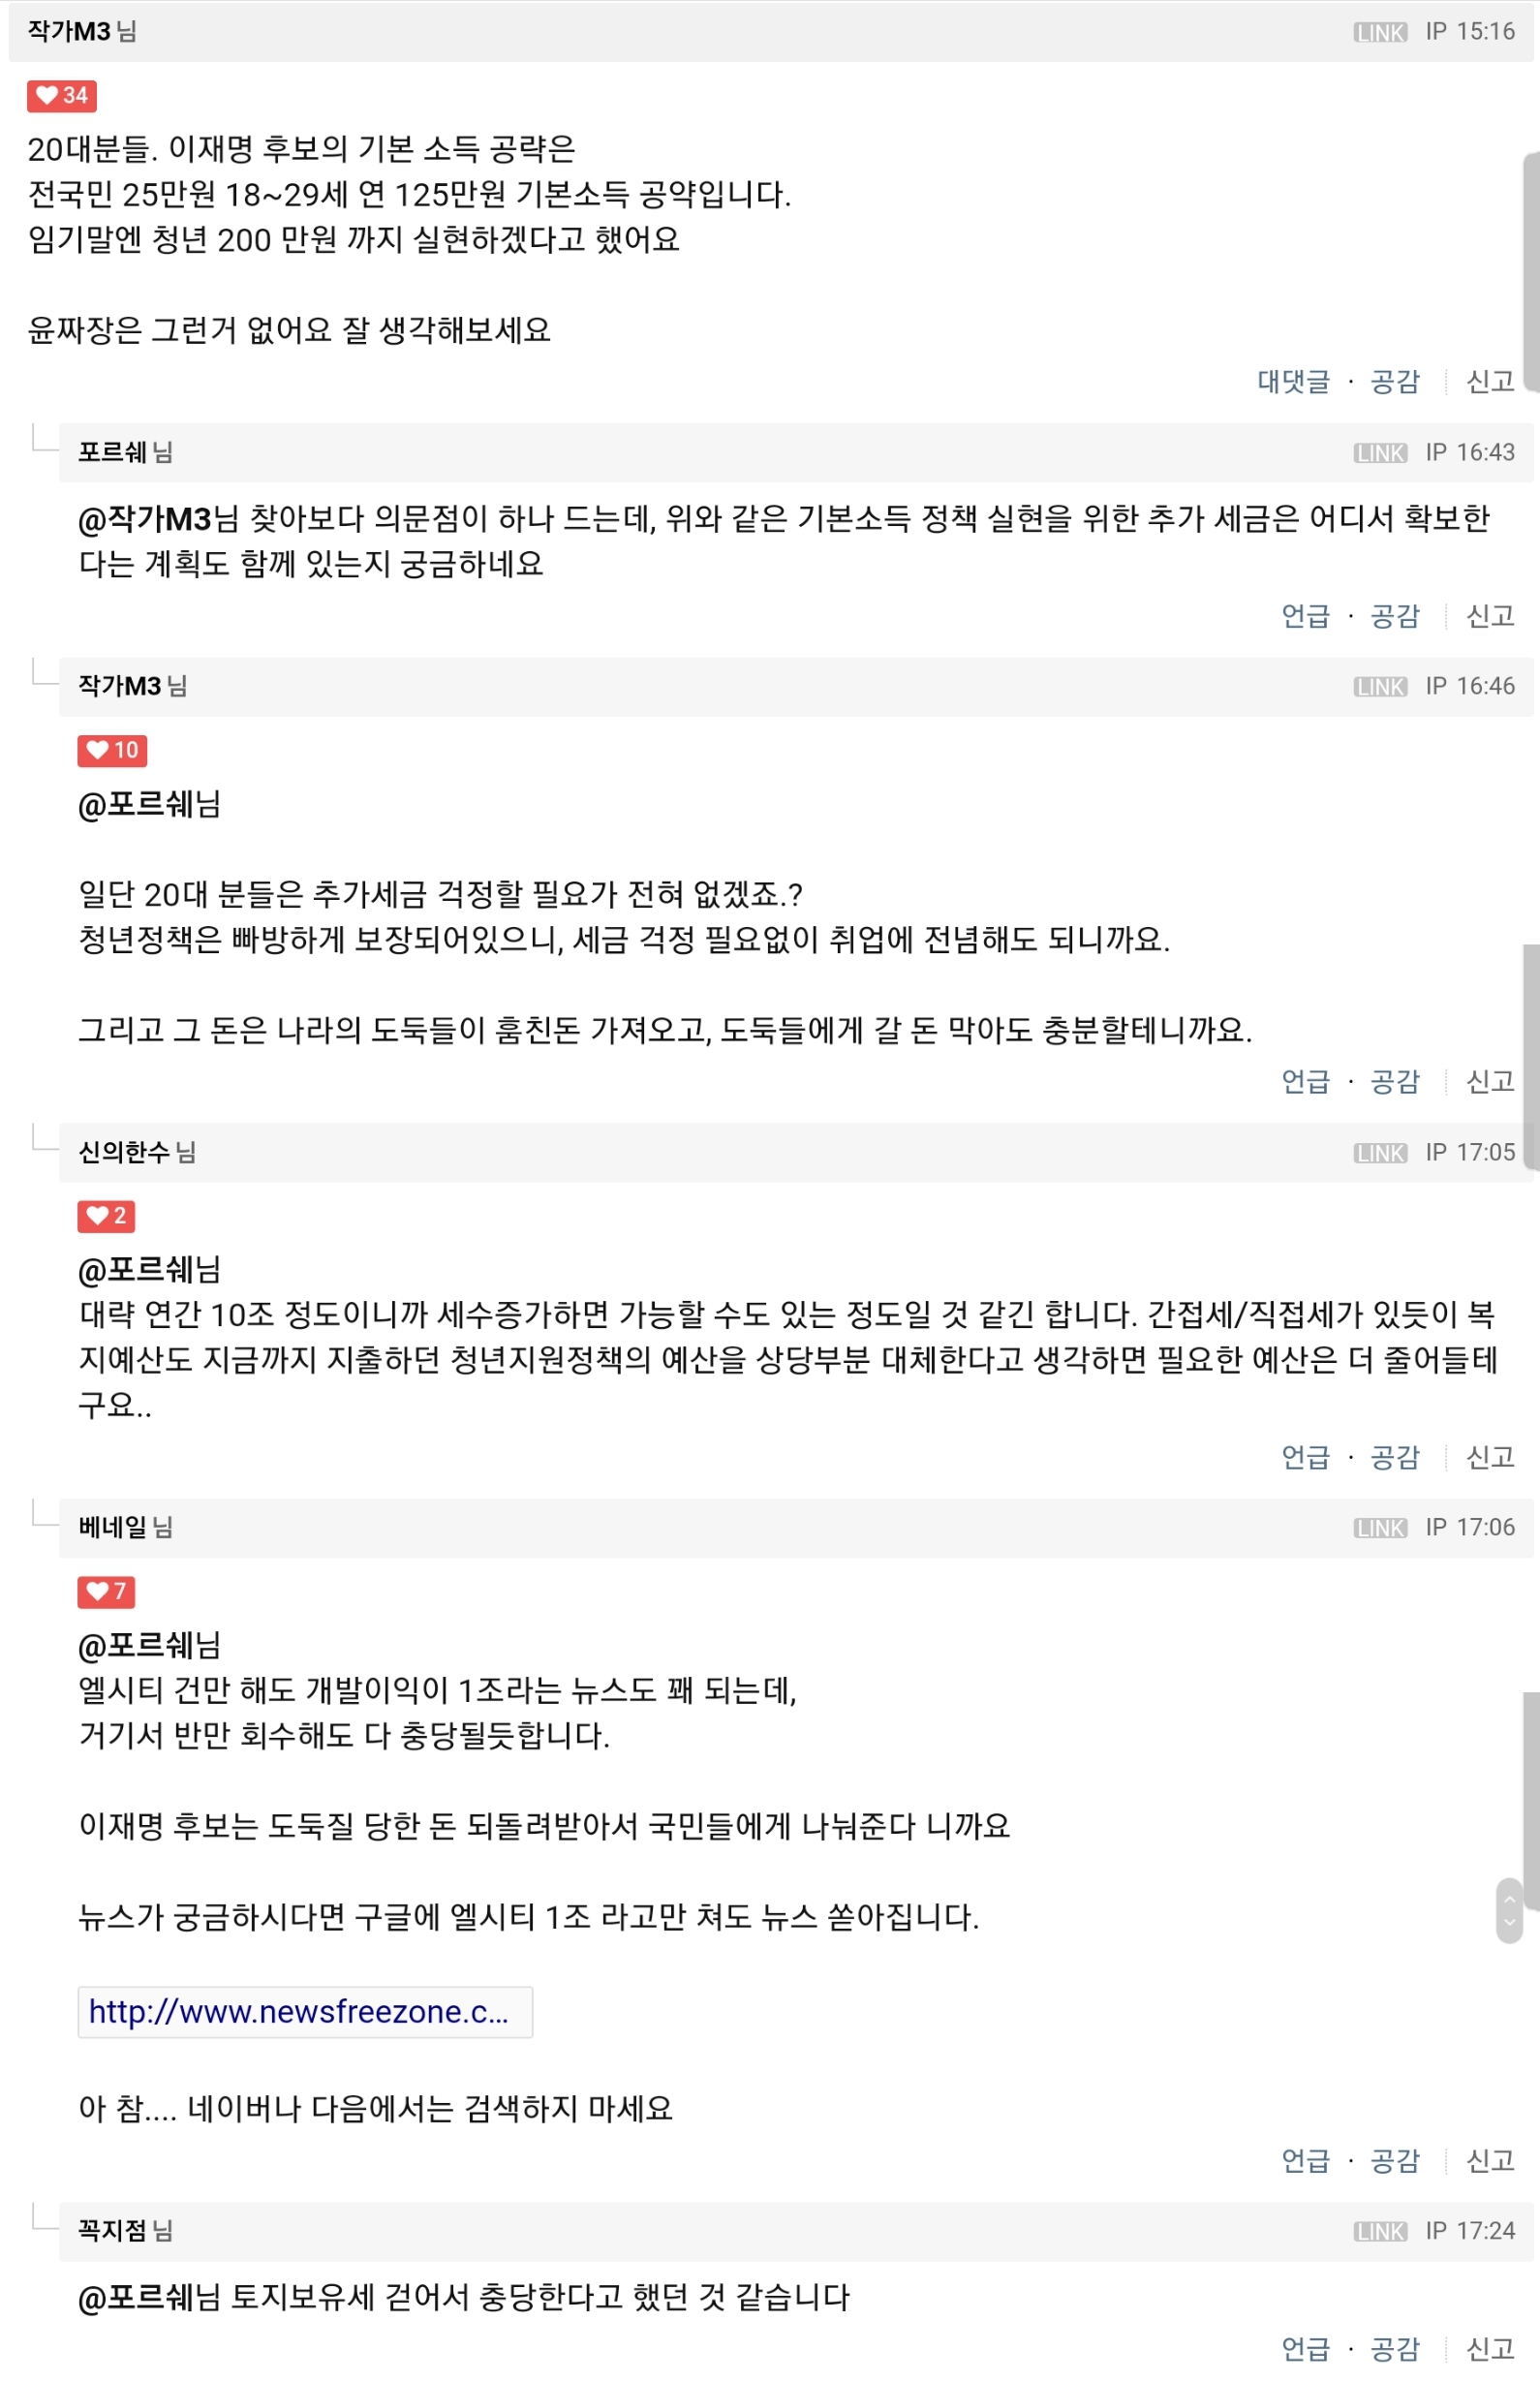 작가M3 님 LINK IP 15:16
34
20대분들. 이재명 후보의 기본 소득 공략은
전국민 25만원 18~29세 연 125만원 기본소득 공약입니다.
임기말엔 청년 200 만원 까지 실현하겠다고 했어요
윤짜장은 그런거 없어요 잘 생각해보세요
대댓글 · 공감 신고
포르쉐 님 LINK IP 16:43
@작가M3님 찾아보다 의문점이 하나 드는데, 위와 같은 기본소득 정책 실현을 위한 추가 세금은 어디서 확보한
다는 계획도 함께 있는지 궁금하네요
언급 · 공감 신고
작가M3 님 LINK IP 16:46
10
@포르쉐님
일단 20대 분들은 추가세금 걱정할 필요가 전혀 없겠죠.?
청년정책은 빠방하게 보장되어있으니, 세금 걱정 필요없이 취업에 전념해도 되니까요.
그리고 그 돈은 나라의 도둑들이 훔친돈 가져오고, 도둑들에게 갈 돈 막아도 충분할테니까요.
언급 · 공감 신고
신의한수 님 LINK IP 17:05
2
@포르쉐님
대략 연간 10조 정도이니까 세수증가하면 가능할 수도 있는 정도일 것 같긴 합니다. 간접세/직접세가 있듯이 복
지예산도 지금까지 지출하던 청년지원정책의 예산을 상당부분 대체한다고 생각하면 필요한 예산은 더 줄어들테
구요..
언급 · 공감 신고
베네일 님 LINK IP 17:06
7
@포르쉐님
엘시티 건만 해도 개발이익이 1조라는 뉴스도 꽤 되는데,
거기서 반만 회수해도 다 충당될듯합니다.
이재명 후보는 도둑질 당한 돈 되돌려받아서 국민들에게 나눠준다 니까요
뉴스가 궁금하시다면 구글에 엘시티 1조 라고만 쳐도 뉴스 쏟아집니다.
http://www.newsfreezone.c...
아 참.... 네이버나 다음에서는 검색하지 마세요
언급 · 공감 신고
꼭지점 님 LINK IP 17:24
@포르쉐님 토지보유세 걷어서 충당한다고 했던 것 같습니다
언급 · 공감 신고